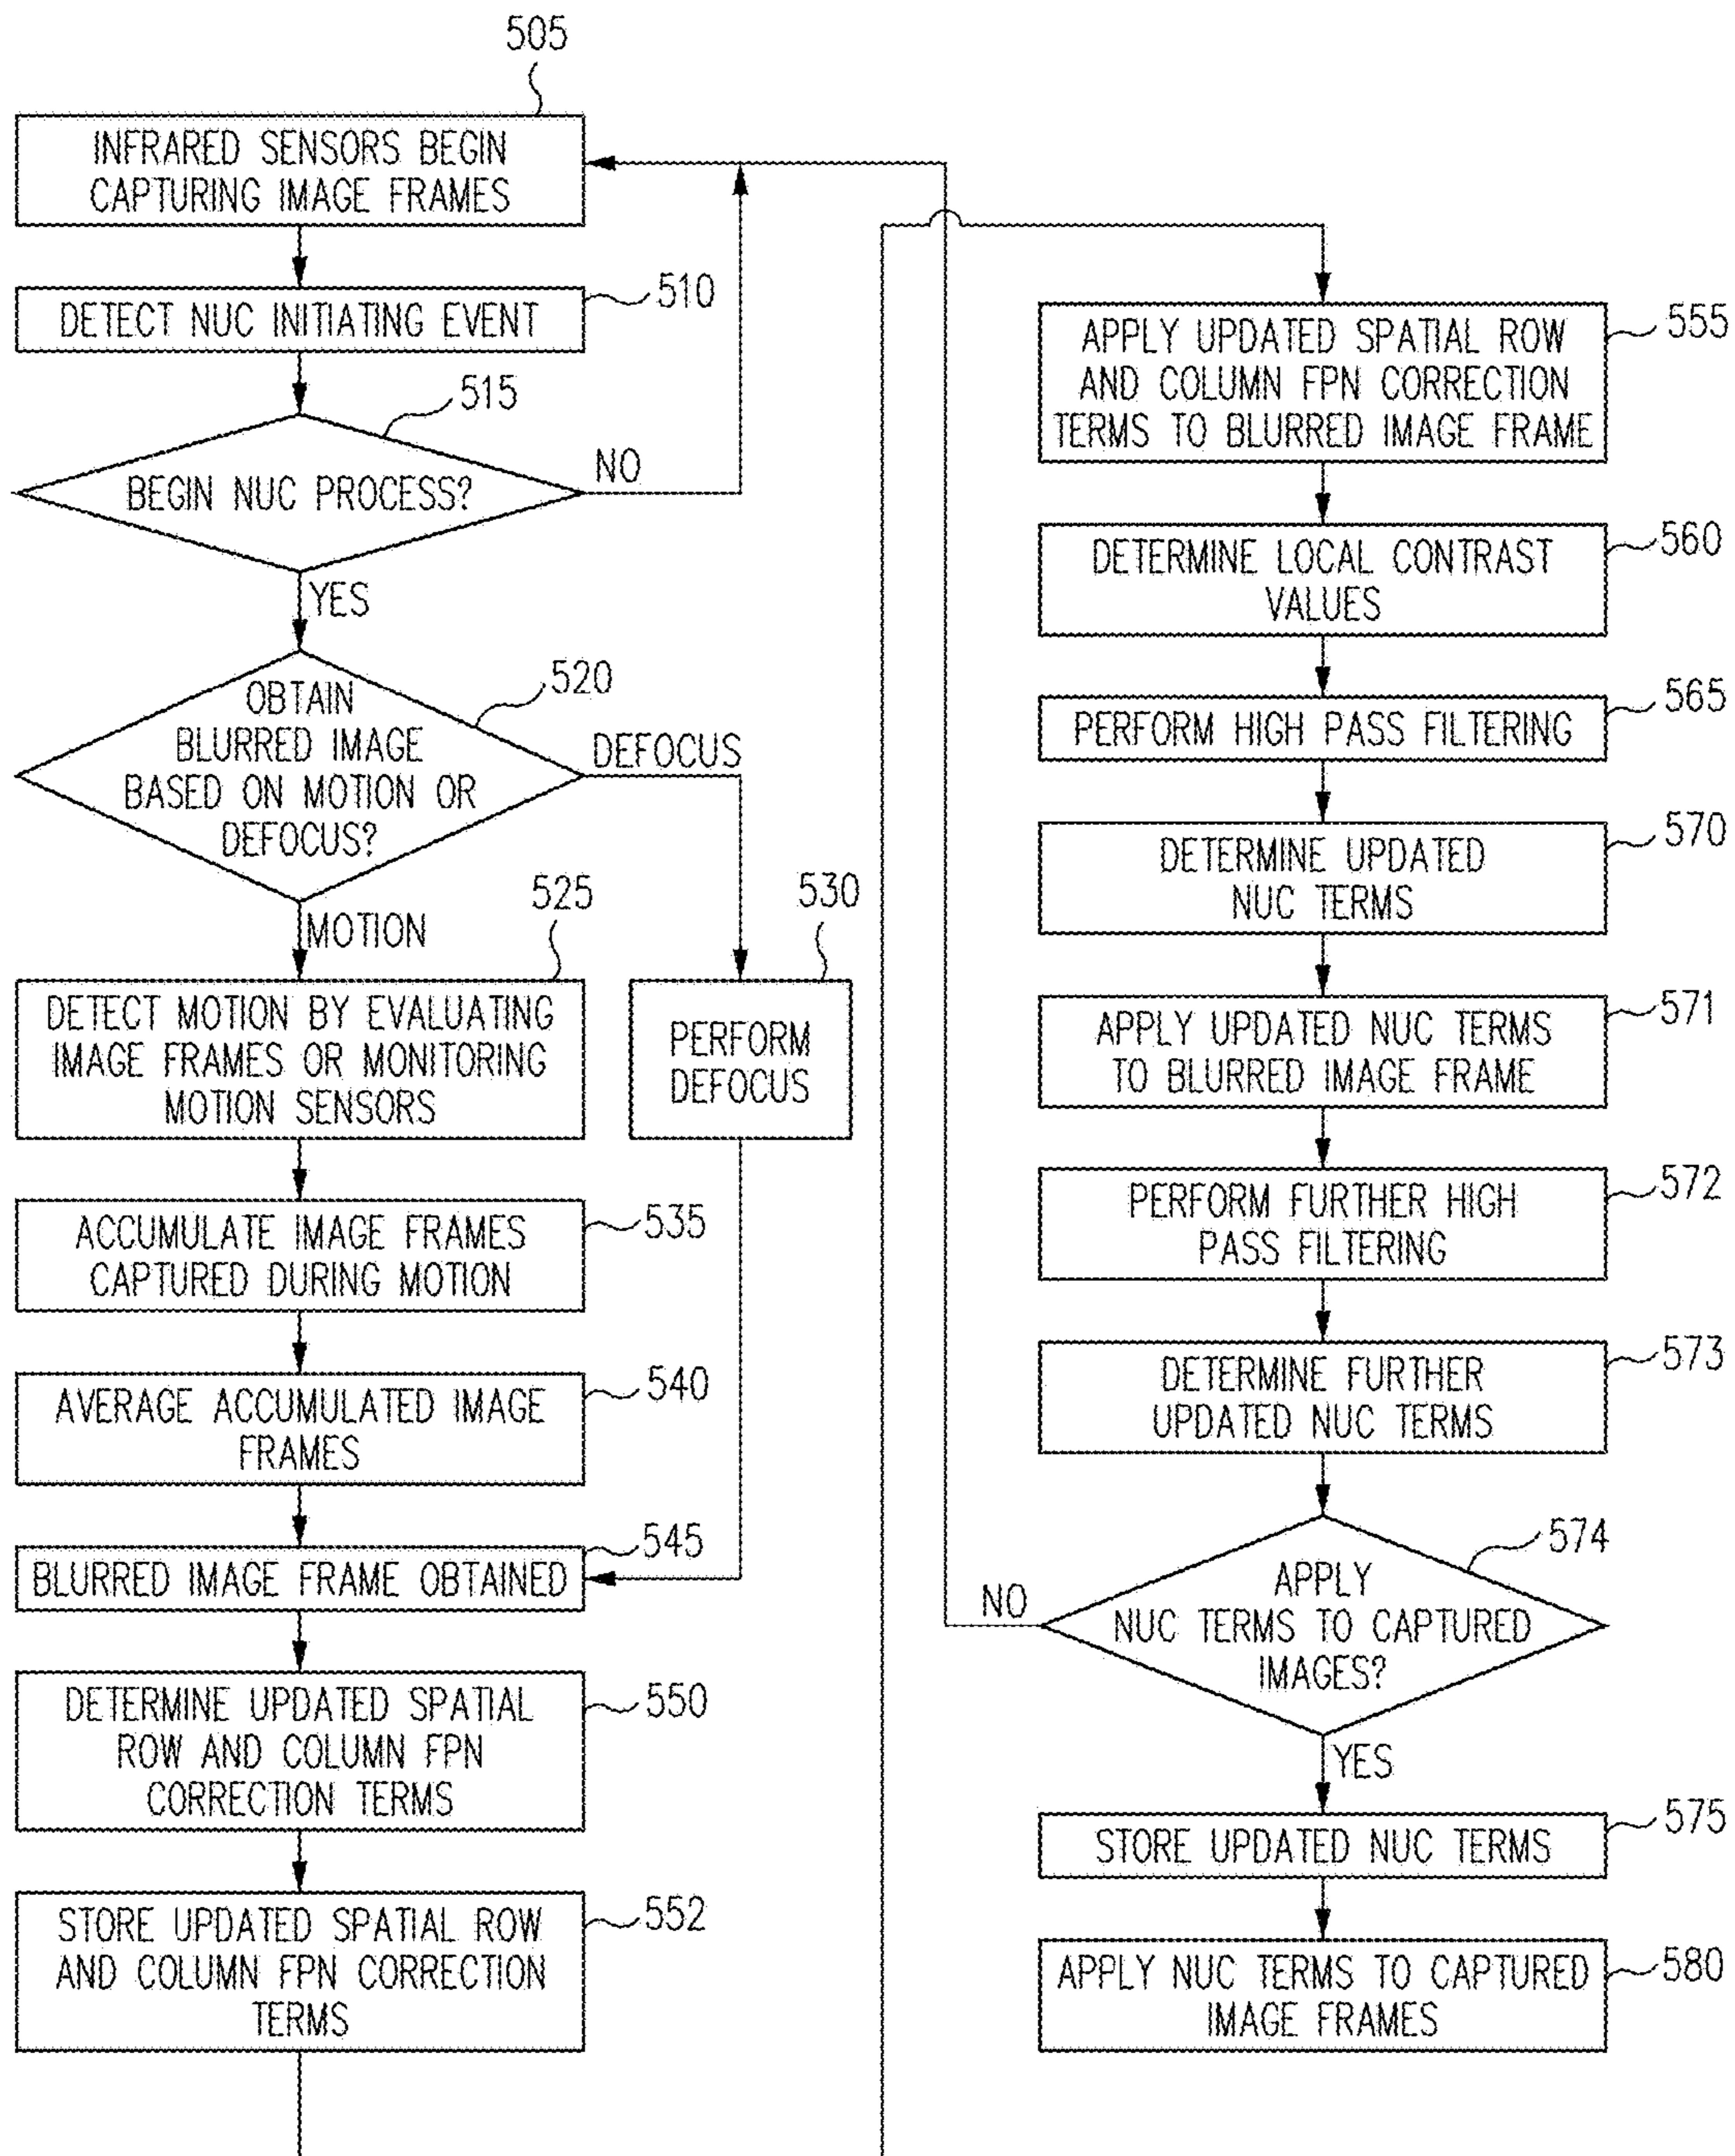 505
INFRARED SENSORS BEGIN
CAPTURING IMAGE FRAMES
DETECT NUC INITIATING EVENT
510
515
BEGIN NUC PROCESS?
NO
YES
520
OBTAIN
BLURRED IMAGE
BASED ON MOTION OR
DEFOCUS?
DEFOCUS
MOTION
525
DETECT MOTION BY EVALUATING
IMAGE FRAMES OR MONITORING
MOTION SENSORS
530
PERFORM
DEFOCUS
ACCUMULATE IMAGE FRAMES
CAPTURED DURING MOTION
535
AVERAGE ACCUMULATED IMAGE
FRAMES
540
BLURRED IMAGE FRAME OBTAINED
545
DETERMINE UPDATED SPATIAL
ROW AND COLUMN FPN
CORRECTION TERMS
550
STORE UPDATED SPATIAL ROW
AND COLUMN FPN CORRECTION
TERMS
552
APPLY UPDATED SPATIAL ROW
AND COLUMN FPN CORRECTION
TERMS TO BLURRED IMAGE FRAME
555
DETERMINE LOCAL CONTRAST
VALUES
560
PERFORM HIGH PASS FILTERING
565
DETERMINE UPDATED
NUC TERMS
570
APPLY UPDATED NUC TERMS
TO BLURRED IMAGE FRAME
571
PERFORM FURTHER HIGH
PASS FILTERING
572
DETERMINE FURTHER
UPDATED NUC TERMS
573
574
APPLY
NUC TERMS TO CAPTURED
IMAGES?
NO
YES
STORE UPDATED NUC TERMS
575
APPLY NUC TERMS TO CAPTURED
IMAGE FRAMES
580